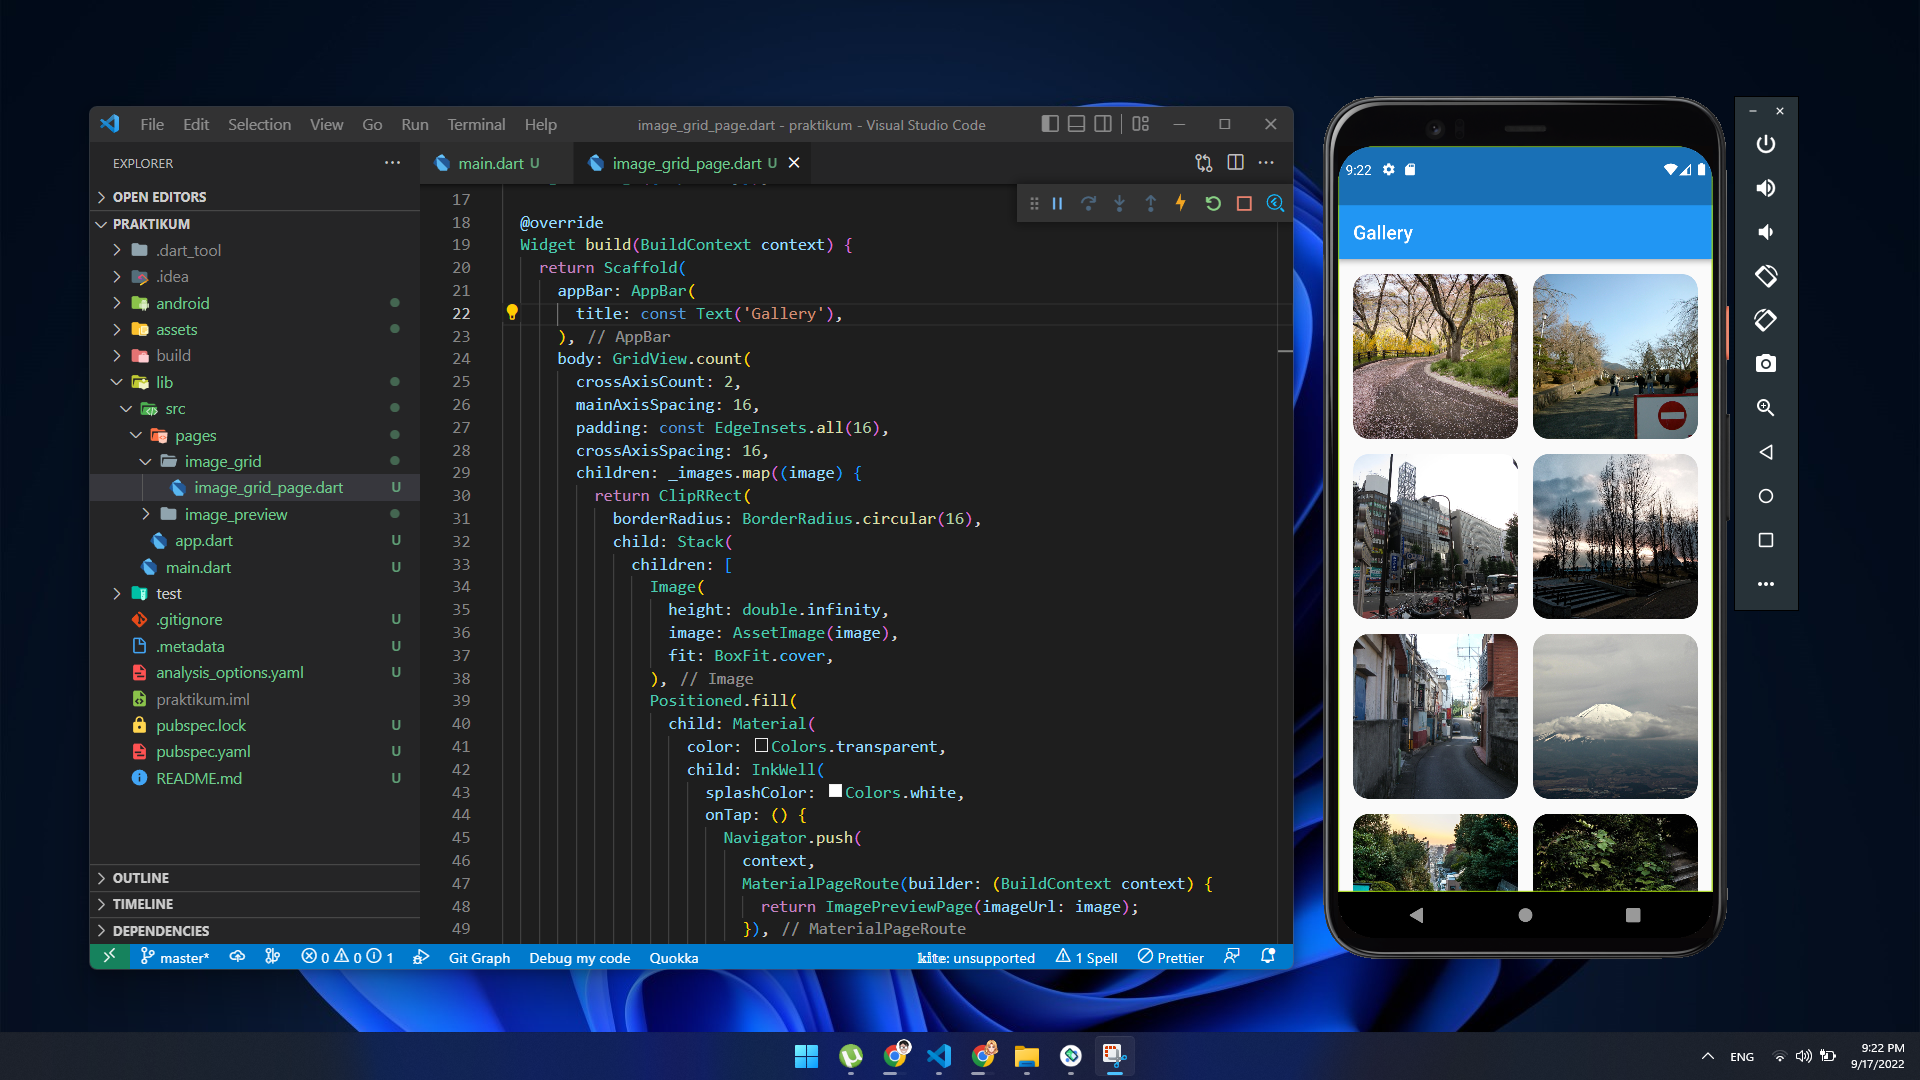 File Edit Selection View Go Run Terminal Help
image_grid_page.dart - praktikum - Visual Studio Code
EXPLORER
OPEN EDITORS
PRAKTIKUM
.dart_tool
.idea
android
assets
build
lib
src
pages
image_grid
image_grid_page.dart U
image_preview
app.dart U
main.dart U
test
.gitignore U
.metadata U
analysis_options.yaml U
praktikum.iml
pubspec.lock U
pubspec.yaml U
README.md U
OUTLINE
TIMELINE
DEPENDENCIES
main.dart U
image_grid_page.dart U
17
18 @override
19 Widget build(BuildContext context) {
20 return Scaffold(
21 appBar: AppBar(
22 title: const Text('Gallery'),
23 ), // AppBar
24 body: GridView.count(
25 crossAxisCount: 2,
26 mainAxisSpacing: 16,
27 padding: const EdgeInsets.all(16),
28 crossAxisSpacing: 16,
29 children: _images.map((image) {
30 return ClipRRect(
31 borderRadius: BorderRadius.circular(16),
32 child: Stack(
33 children: [
34 Image(
35 height: double.infinity,
36 image: AssetImage(image),
37 fit: BoxFit.cover,
38 ), // Image
39 Positioned.fill(
40 child: Material(
41 color: Colors.transparent,
42 child: InkWell(
43 splashColor: Colors.white,
44 onTap: () {
45 Navigator.push(
46 context,
47 MaterialPageRoute(builder: (BuildContext context) {
48 return ImagePreviewPage(imageUrl: image);
49 }), // MaterialPageRoute
master* 0 0 1 Git Graph Debug my code Quokka kite: unsupported 1 Spell Prettier
9:22
Gallery
ENG
9:22 PM
9/17/2022